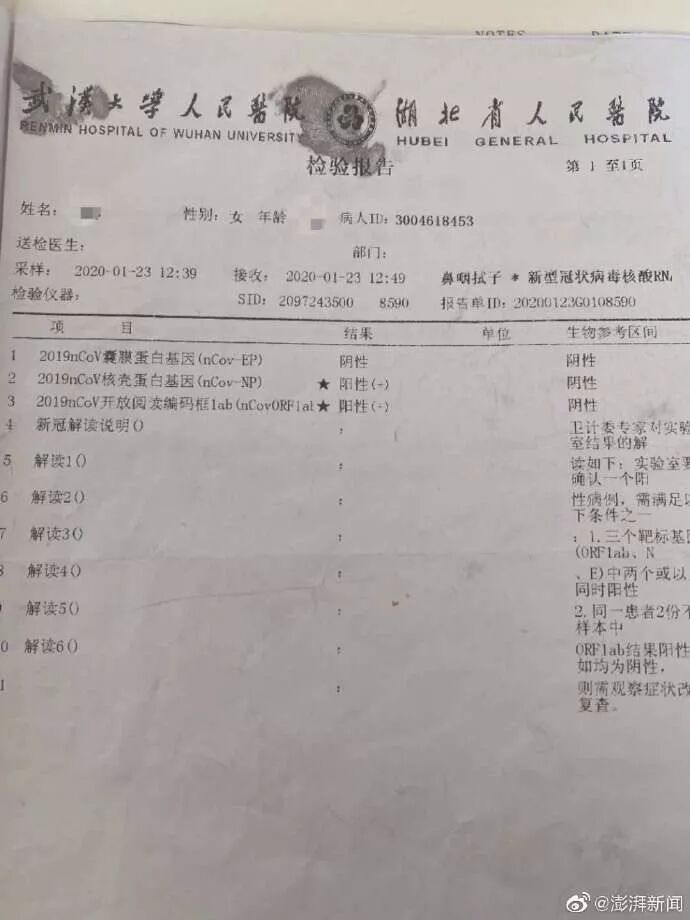 NOTES DATE
武漢大學人民醫院 湖北省人民醫院
RENMIN HOSPITAL OF WUHAN UNIVERSITY HUBEI GENERAL HOSPITAL
检验报告 第 1 至1页
姓名: 性别: 女 年龄 病人ID: 3004618453
送检医生: 部门:
采样: 2020-01-23 12:39 接收: 2020-01-23 12:49 鼻咽拭子 * 新型冠状病毒核酸RN
检验仪器: SID: 2097243500 8590 报告单ID: 20200123G0108590
项 目 结果 单位 生物参考区间
1 2019nCoV囊膜蛋白基因(nCov-EP) 阴性 阴性
2 2019nCoV核壳蛋白基因(nCov-NP) ★ 阳性(+) 阴性
3 2019nCoV开放阅读编码框1ab(nCovORF1ab ★ 阳性(+) 阴性
4 新冠解读说明() : 卫计委专家对实验
室结果的解
5 解读1() : 读如下: 实验室要
确认一个阳
6 解读2() : 性病例, 需满足以
下条件之一
7 解读3() : : 1.三个靶标基因
(ORF1ab、N
8 解读4() : 、E)中两个或以
同时阳性
解读5() : 2.同一患者2份不
样本中
0 解读6() : ORF1ab结果阳性
如均为阴性,
1 : 则需观察症状改
复查。
@澎湃新闻